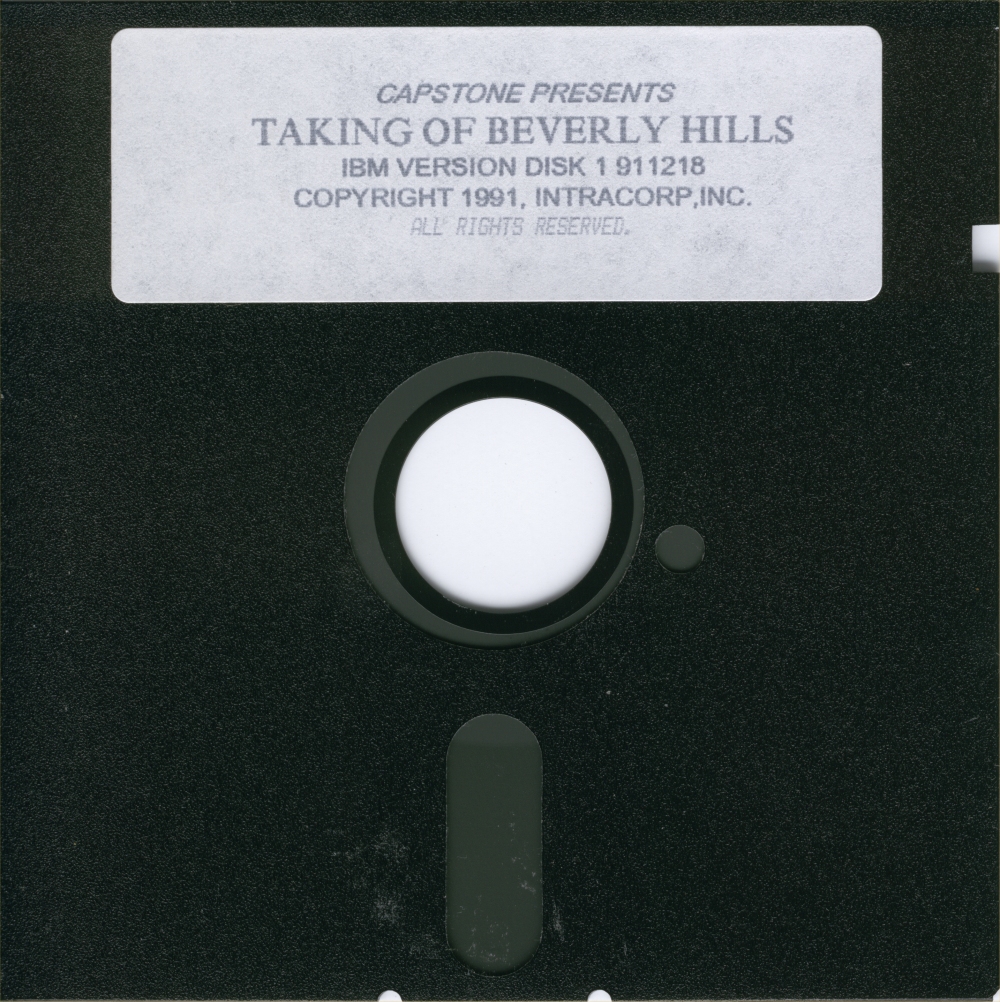 CAPSTONE PRESENTS
TAKING OF BEVERLY HILLS
IBM VERSION DISK 1 911218
COPYRIGHT 1991, INTRACORP,INC.
ALL RIGHTS RESERVED.